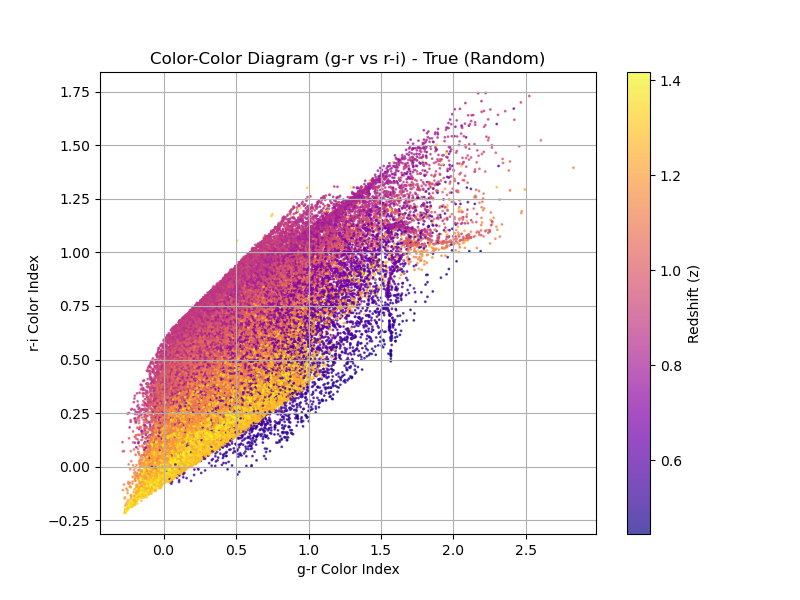 Color-Color Diagram (g-r vs r-i) - True (Random)
r-i Color Index
1.75
1.50
1.25
1.00
0.75
0.50
0.25
0.00
−0.25
0.0 0.5 1.0 1.5 2.0 2.5
g-r Color Index
1.4
1.2
1.0
0.8
0.6
Redshift (z)